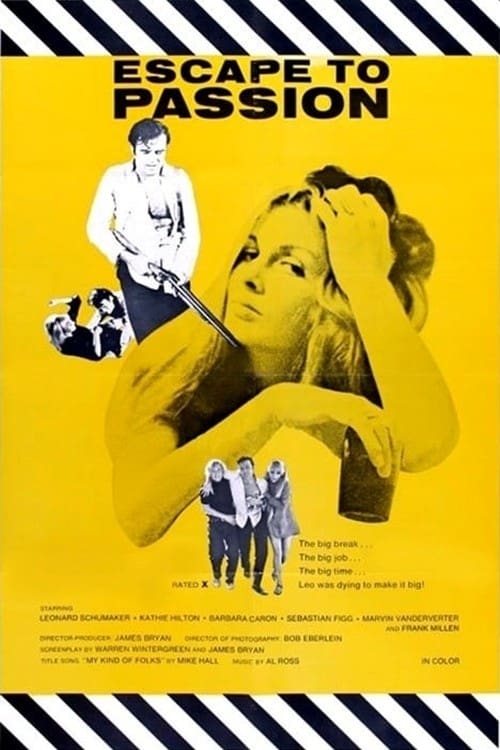 ESCAPE TO
PASSION
The big break...
The big job...
The big time...
RATED X Leo was dying to make it big!
STARRING
LEONARD SCHUMAKER • KATHIE HILTON • BARBARA CARON • SEBASTIAN FIGG • MARVIN VANDERVERTER
AND FRANK MILLEN
DIRECTOR-PRODUCER: JAMES BRYAN DIRECTOR OF PHOTOGRAPHY: BOB EBERLEIN
SCREENPLAY BY WARREN WINTERGREEN AND JAMES BRYAN
TITLE SONG: "MY KIND OF FOLKS" BY MIKE HALL MUSIC BY AL ROSS IN COLOR